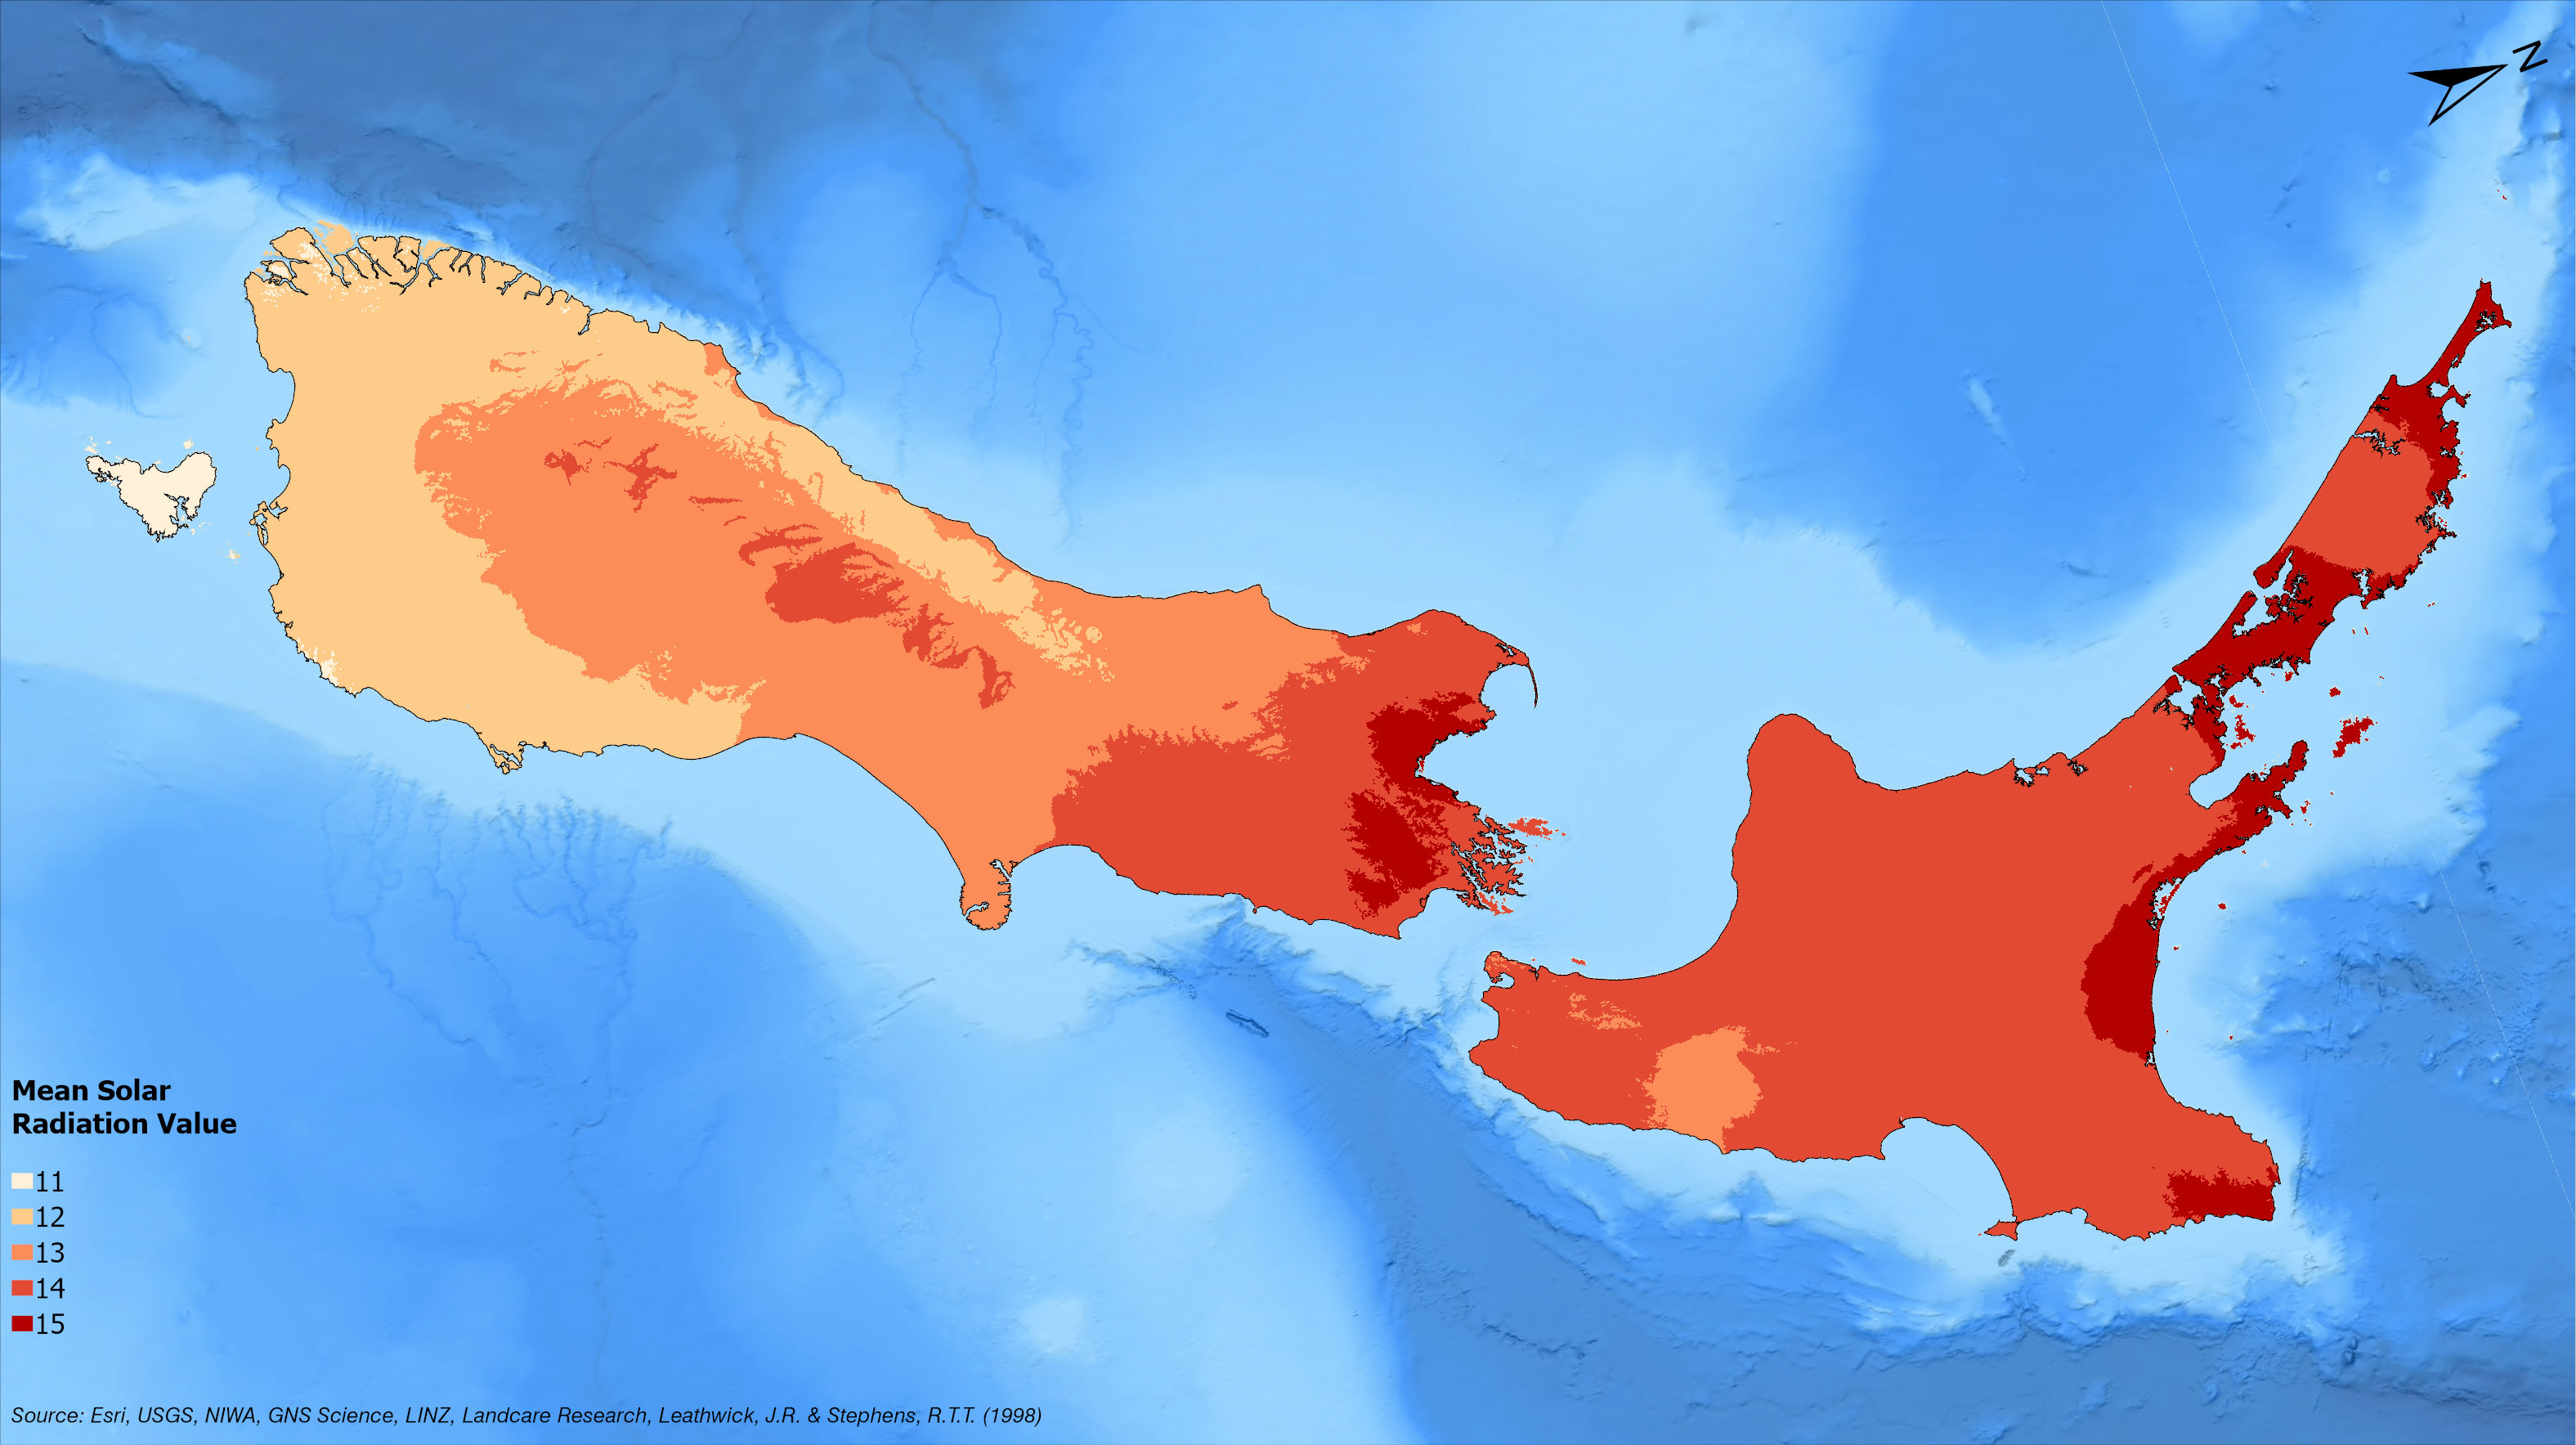 N
Mean Solar
Radiation Value
11
12
13
14
15
Source: Esri, USGS, NIWA, GNS Science, LINZ, Landcare Research, Leathwick, J.R. & Stephens, R.T.T. (1998)